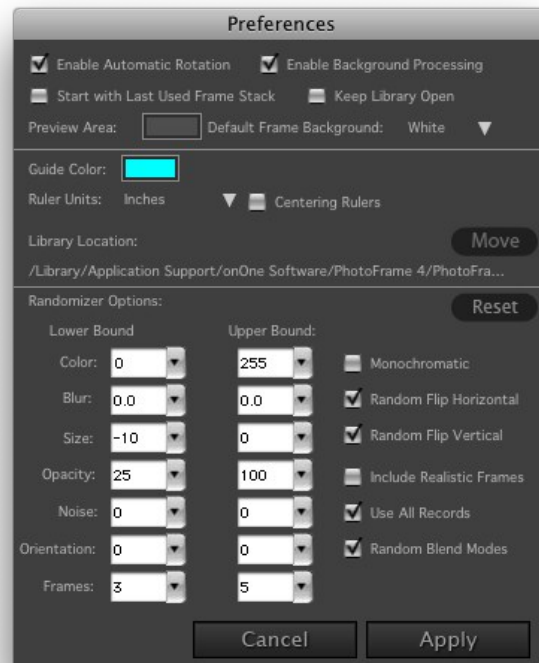 Preferences
Enable Automatic Rotation Enable Background Processing
Start with Last Used Frame Stack Keep Library Open
Preview Area: Default Frame Background: White
Guide Color:
Ruler Units: Inches Centering Rulers
Library Location: Move
/Library/Application Support/onOne Software/PhotoFrame 4/PhotoFra...
Randomizer Options: Reset
Lower Bound Upper Bound:
Color: 0 255 Monochromatic
Blur: 0.0 0.0 Random Flip Horizontal
Size: -10 0 Random Flip Vertical
Opacity: 25 100 Include Realistic Frames
Noise: 0 0 Use All Records
Orientation: 0 0 Random Blend Modes
Frames: 3 5
Cancel Apply